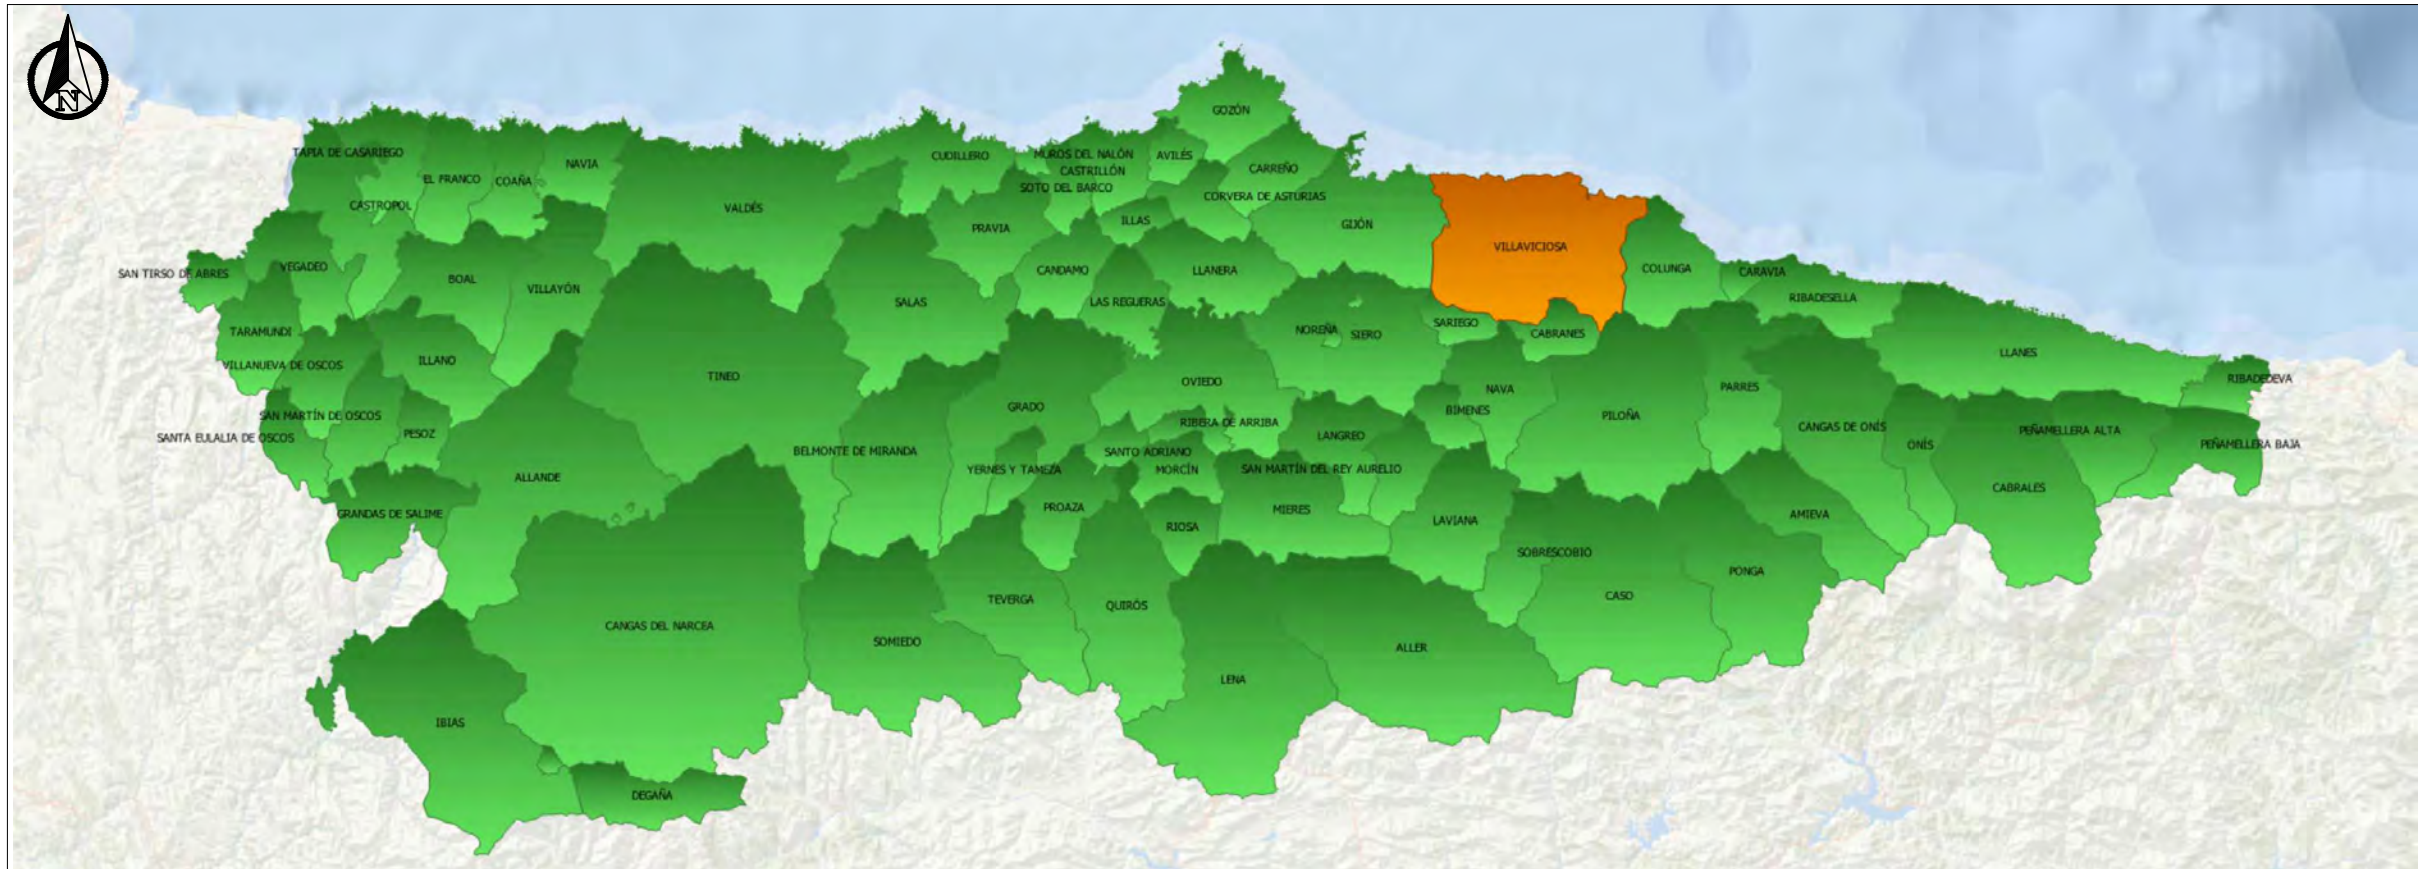 N
GOZÓN
TAPIA DE CASARIEGO
NAVIA
CUDILLERO
MUROS DEL NALÓN
AVILÉS
CASTRILLÓN
CARREÑO
EL FRANCO
COAÑA
SOTO DEL BARCO
CORVERA DE ASTURIAS
CASTROPOL
VALDÉS
ILLAS
GIJÓN
PRAVIA
VILLAVICIOSA
SAN TIRSO DE ABRES
VEGADEO
BOAL
VILLAYÓN
CANDAMO
LLANERA
COLUNGA
CARAVIA
SALAS
LAS REGUERAS
RIBADESELLA
TARAMUNDI
NOREÑA
SIERO
SARIEGO
CABRANES
VILLANUEVA DE OSCOS
ILLANO
LLANES
TINEO
OVIEDO
NAVA
PARRES
RIBADEDEVA
SAN MARTÍN DE OSCOS
GRADO
BIMENES
PILOÑA
SANTA EULALIA DE OSCOS
PESOZ
RIBERA DE ARRIBA
LANGREO
CANGAS DE ONÍS
PEÑAMELLERA ALTA
ONÍS
PEÑAMELLERA BAJA
BELMONTE DE MIRANDA
SANTO ADRIANO
YERNES Y TAMEZA
MORCÍN
SAN MARTÍN DEL REY AURELIO
ALLANDE
CABRALES
GRANDAS DE SALIME
PROAZA
RIOSA
MIERES
LAVIANA
AMIEVA
SOBRESCOBIO
PONGA
TEVERGA
QUIRÓS
CASO
CANGAS DEL NARCEA
SOMIEDO
ALLER
LENA
IBIAS
DEGAÑA